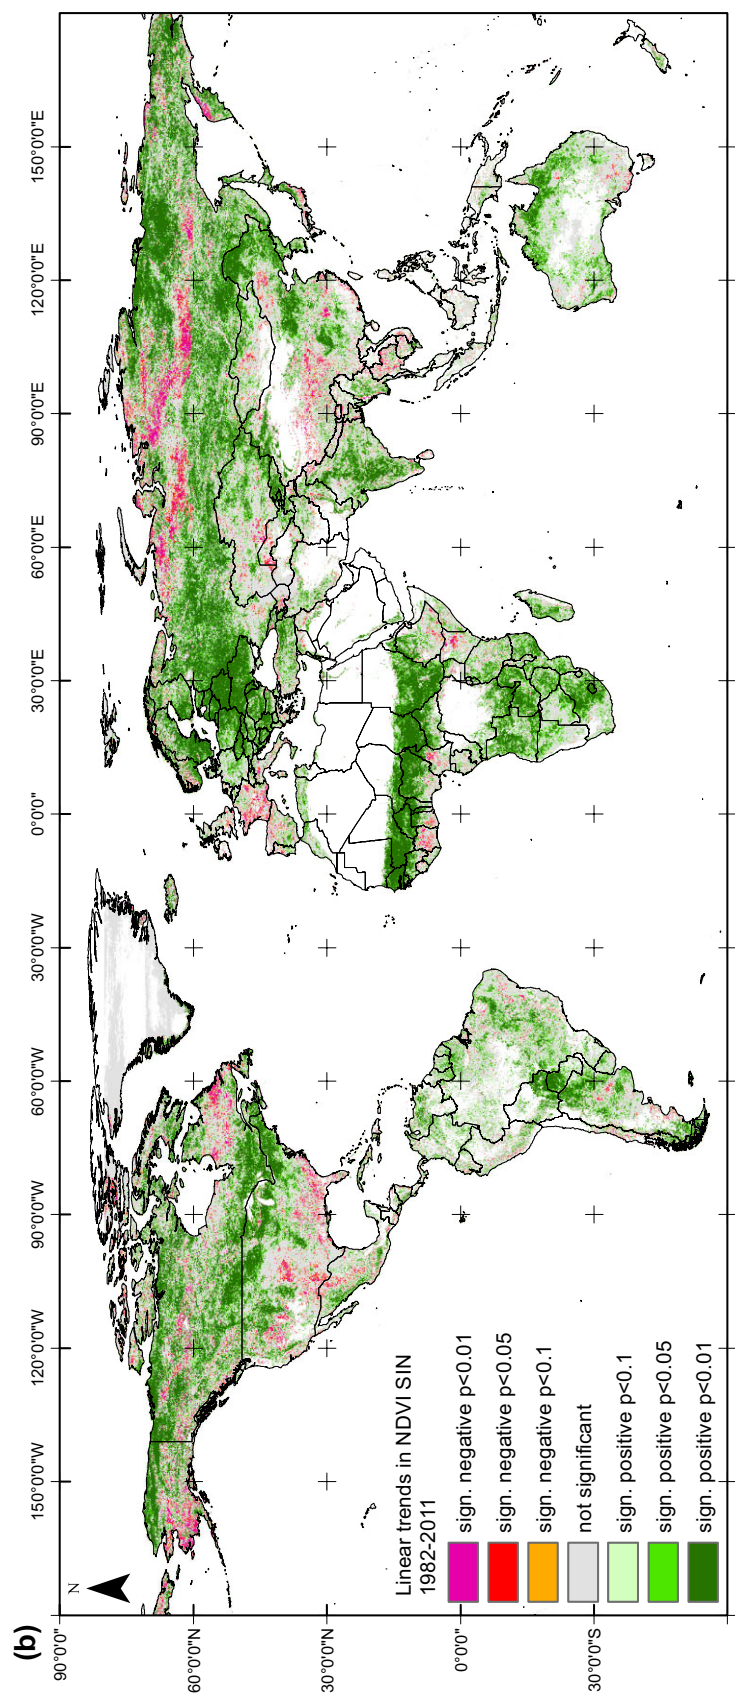 (b)
N
90°0'0"
60°0'0"N
30°0'0"N
0°0'0"
30°0'0"S
150°0'0"W
120°0'0"W
90°0'0"W
60°0'0"W
30°0'0"W
0°0'0"
30°0'0"E
60°0'0"E
90°0'0"E
120°0'0"E
150°0'0"E
Linear trends in NDVI SIN
1982-2011
sign. negative p<0.01
sign. negative p<0.05
sign. negative p<0.1
not significant
sign. positive p<0.1
sign. positive p<0.05
sign. positive p<0.01